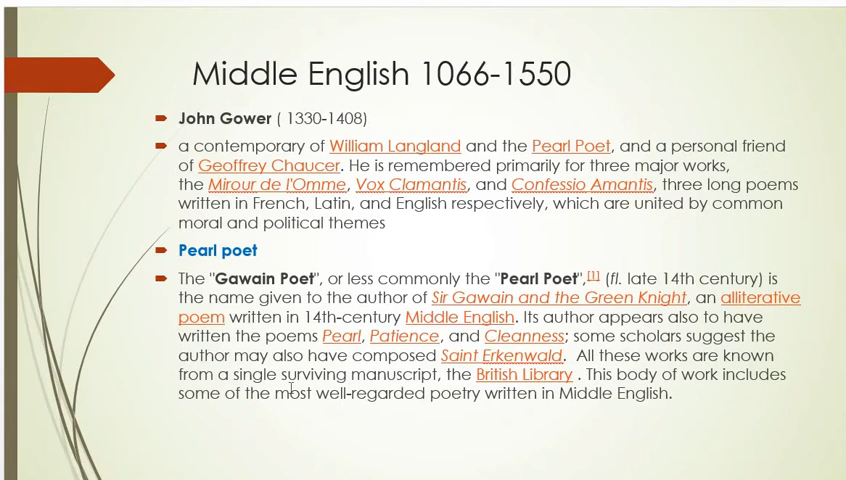 Middle English 1066-1550
John Gower ( 1330-1408)
a contemporary of William Langland and the Pearl Poet, and a personal friend
of Geoffrey Chaucer. He is remembered primarily for three major works,
the Mirour de l'Omme, Vox Clamantis, and Confessio Amantis, three long poems
written in French, Latin, and English respectively, which are united by common
moral and political themes
Pearl poet
The "Gawain Poet", or less commonly the "Pearl Poet",[1] (fl. late 14th century) is
the name given to the author of Sir Gawain and the Green Knight, an alliterative
poem written in 14th-century Middle English. Its author appears also to have
written the poems Pearl, Patience, and Cleanness; some scholars suggest the
author may also have composed Saint Erkenwald. All these works are known
from a single surviving manuscript, the British Library . This body of work includes
some of the most well-regarded poetry written in Middle English.